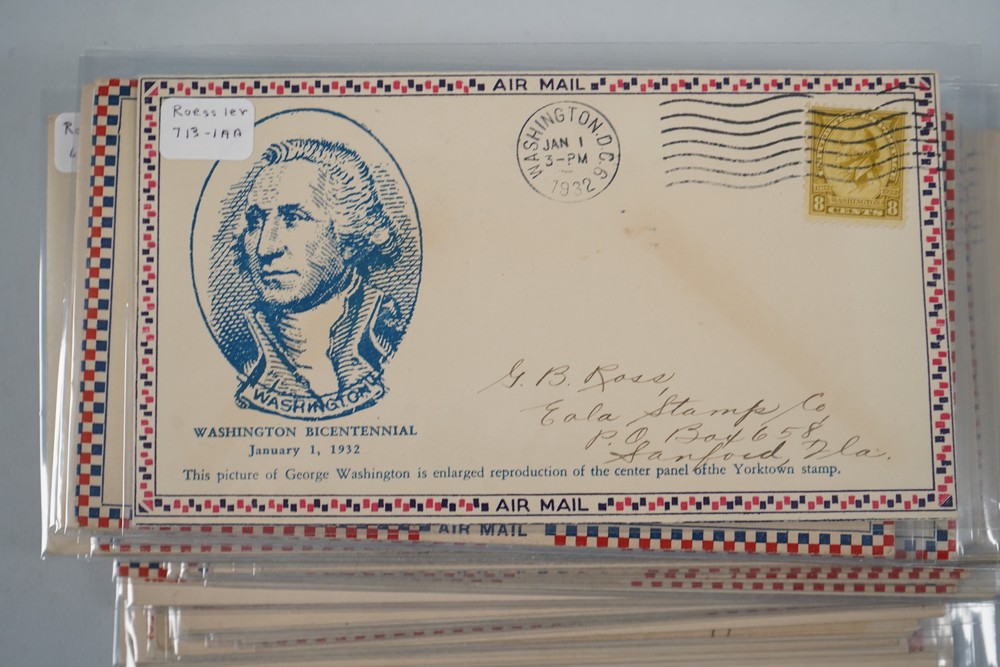 AIR MAIL
Roessler
713-1AA
WASHINGTON, D.C. 6
JAN 1
3-PM
1932
WASHINGTON
8 8
WASHINGTON
WASHINGTON BICENTENNIAL
January 1, 1932
G. B. Ross,
Eola Stamp Co
P.O. Box 658,
Sanford, Fla.
This picture of George Washington is enlarged reproduction of the center panel of the Yorktown stamp.
AIR MAIL
AIR MAIL